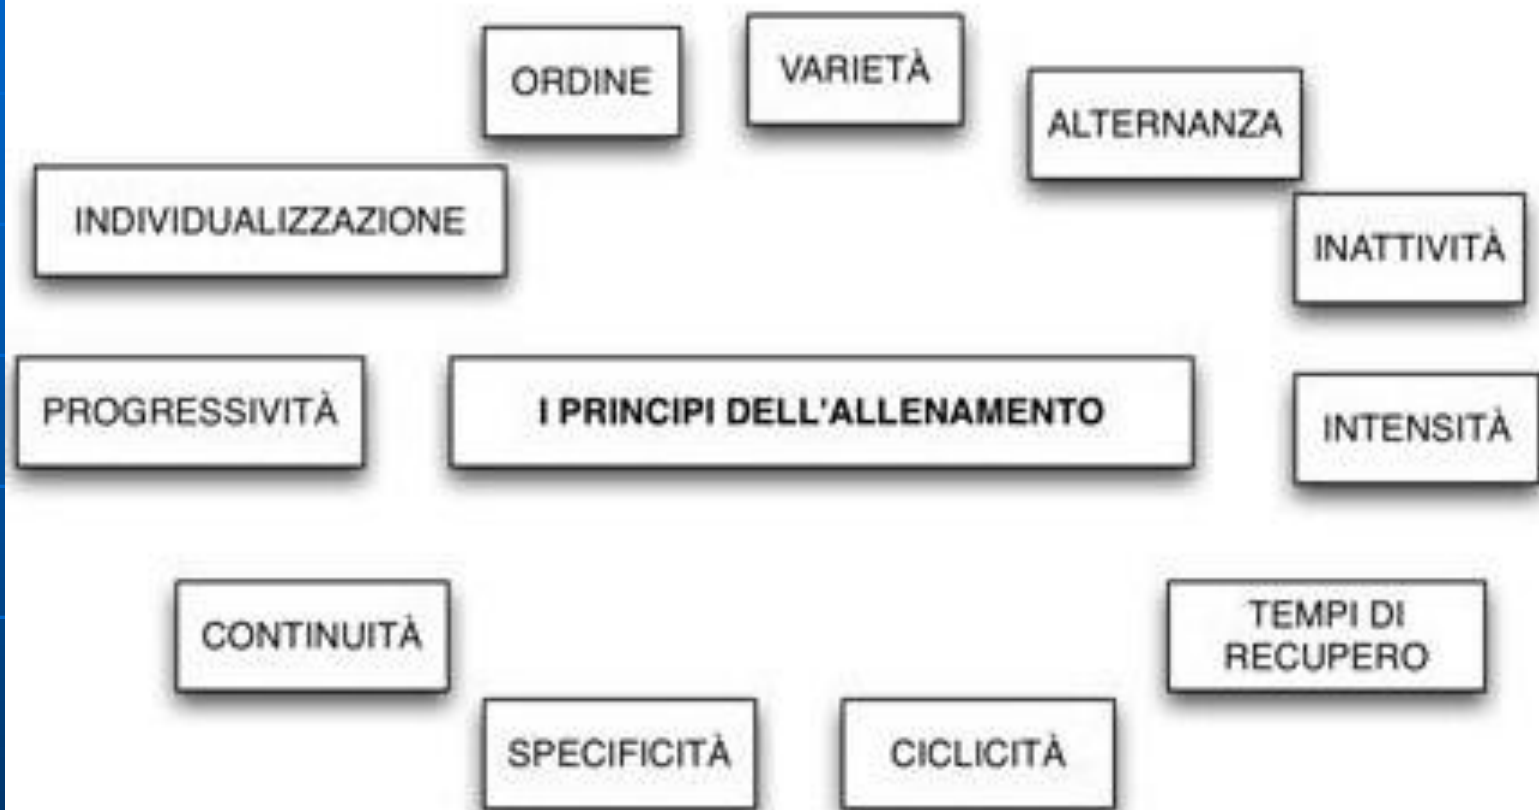 ORDINE
VARIETÀ
ALTERNANZA
INDIVIDUALIZZAZIONE
INATTIVITÀ
PROGRESSIVITÀ
I PRINCIPI DELL'ALLENAMENTO
INTENSITÀ
CONTINUITÀ
TEMPI DI
RECUPERO
SPECIFICITÀ
CICLICITÀ